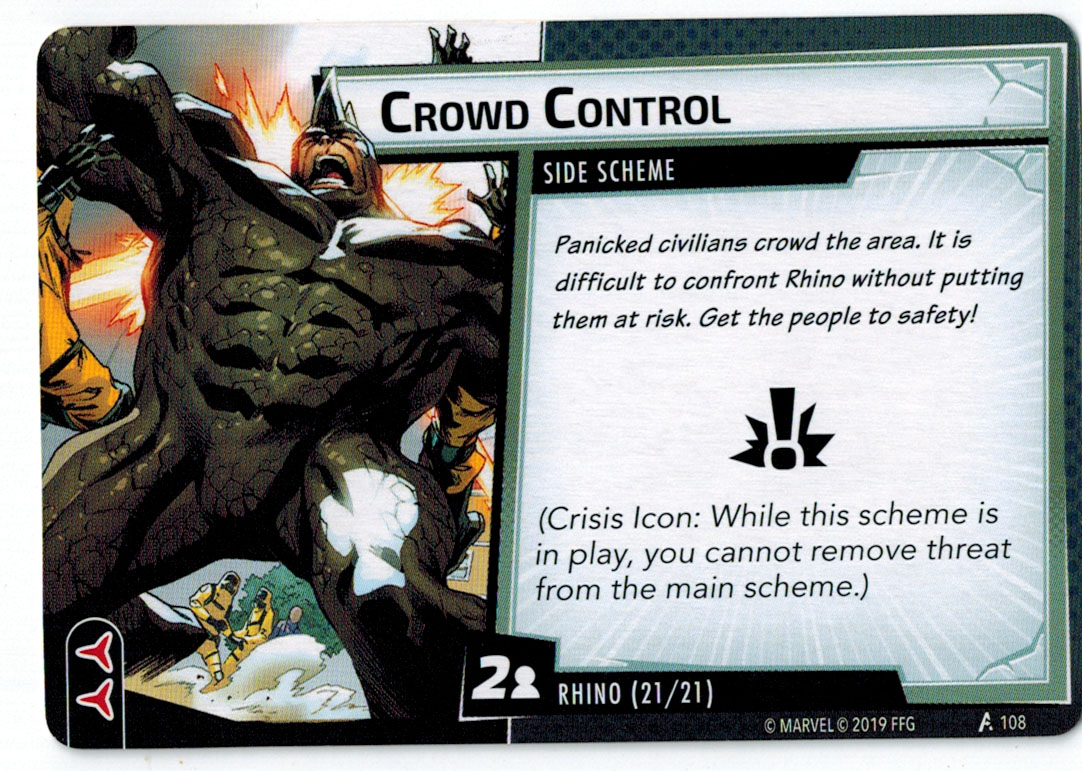 CROWD CONTROL
SIDE SCHEME
Panicked civilians crowd the area. It is
difficult to confront Rhino without putting
them at risk. Get the people to safety!
(Crisis Icon: While this scheme is
in play, you cannot remove threat
from the main scheme.)
2
RHINO (21/21)
© MARVEL © 2019 FFG
108